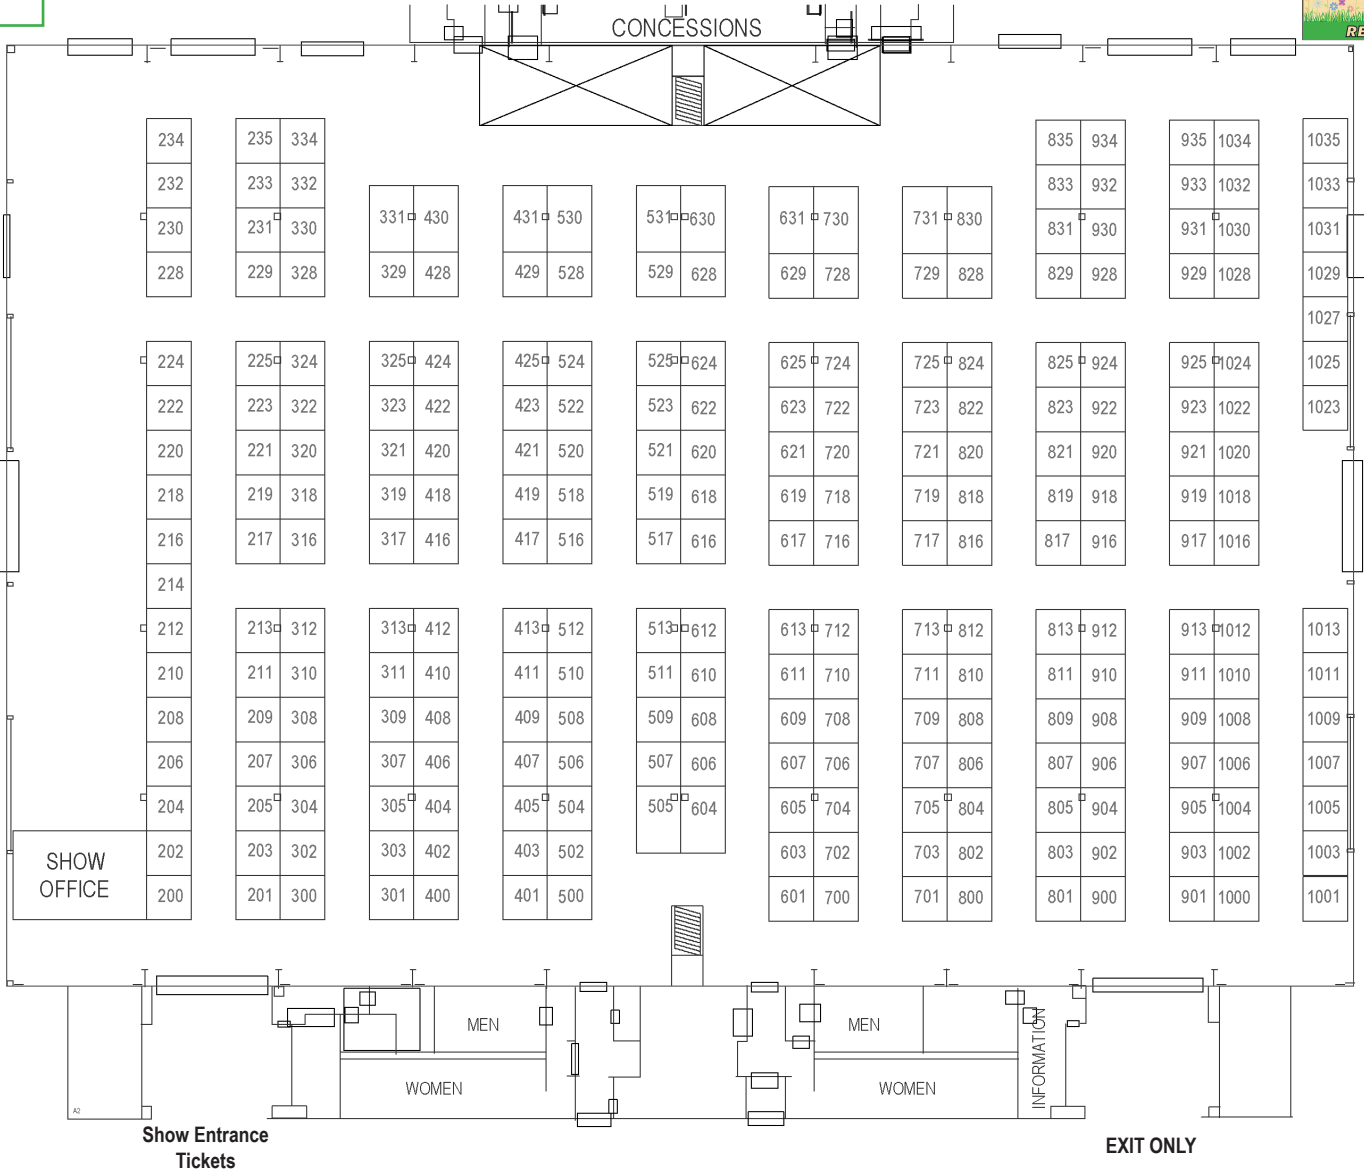 CONCESSIONS
RE
234 235 334 835 934 935 1034 1035
232 233 332 833 932 933 1032 1033
230 231 330 331 430 431 530 531 630 631 730 731 830 831 930 931 1030 1031
228 229 328 329 428 429 528 529 628 629 728 729 828 829 928 929 1028 1029
1027
224 225 324 325 424 425 524 525 624 625 724 725 824 825 924 925 1024 1025
222 223 322 323 422 423 522 523 622 623 722 723 822 823 922 923 1022 1023
220 221 320 321 420 421 520 521 620 621 720 721 820 821 920 921 1020
218 219 318 319 418 419 518 519 618 619 718 719 818 819 918 919 1018
216 217 316 317 416 417 516 517 616 617 716 717 816 817 916 917 1016
214
212 213 312 313 412 413 512 513 612 613 712 713 812 813 912 913 1012 1013
210 211 310 311 410 411 510 511 610 611 710 711 810 811 910 911 1010 1011
208 209 308 309 408 409 508 509 608 609 708 709 808 809 908 909 1008 1009
206 207 306 307 406 407 506 507 606 607 706 707 806 807 906 907 1006 1007
204 205 304 305 404 405 504 505 604 605 704 705 804 805 904 905 1004 1005
202 203 302 303 402 403 502 603 702 703 802 803 902 903 1002 1003
200 201 300 301 400 401 500 601 700 701 800 801 900 901 1000 1001
SHOW
OFFICE
MEN
WOMEN
MEN
WOMEN
INFORMATION
A2
Show Entrance
Tickets
EXIT ONLY